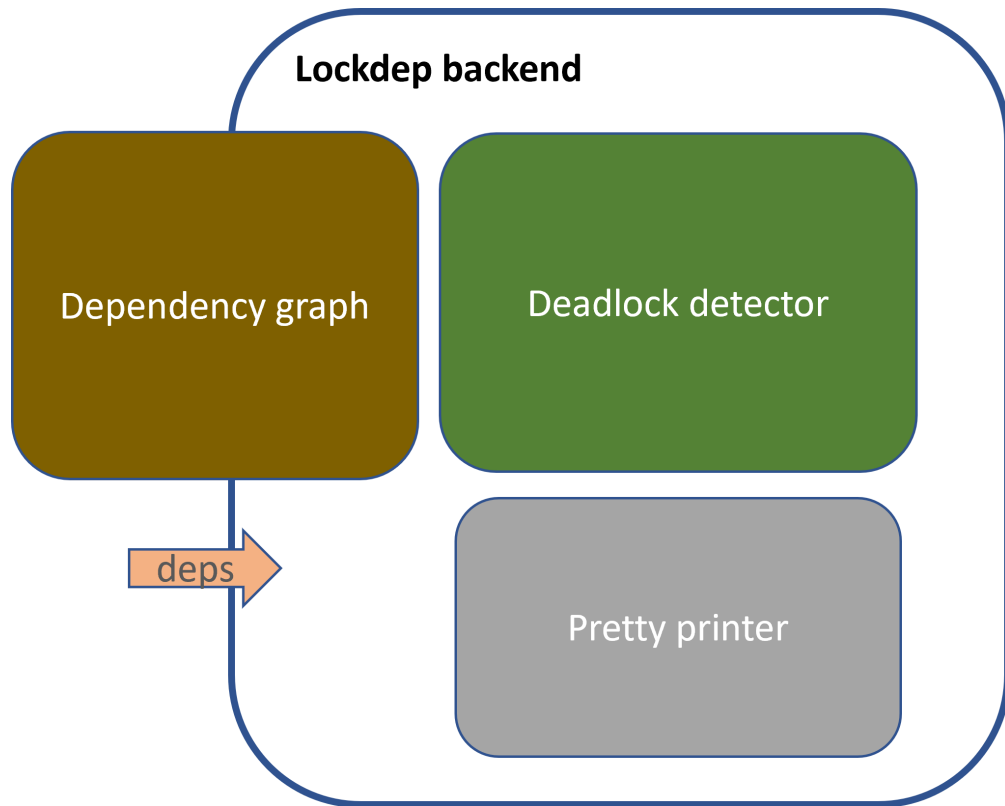 Lockdep backend
Dependency graph
Deadlock detector
deps
Pretty printer